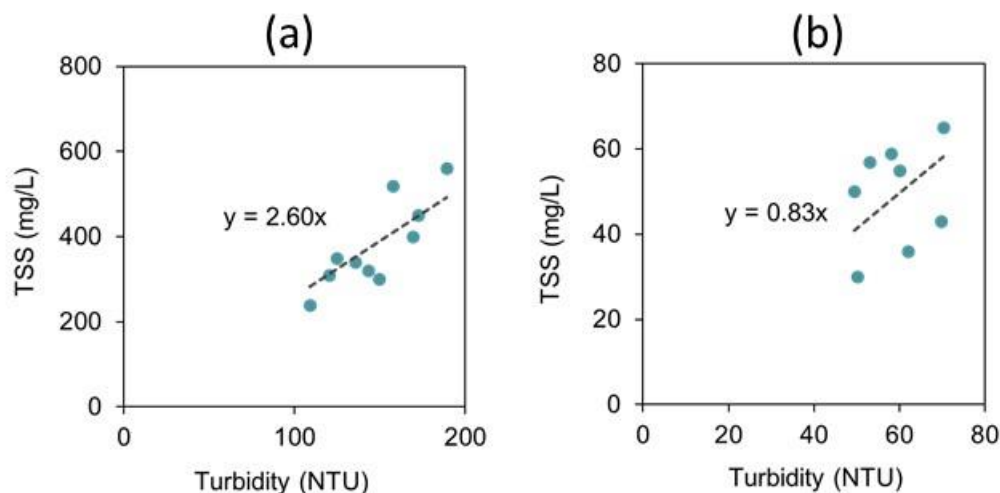 (a)
800
600
400
200
0
0 100 200
TSS (mg/L)
y = 2.60x
Turbidity (NTU)
(b)
80
60
40
20
0
0 20 40 60 80
TSS (mg/L)
y = 0.83x
Turbidity (NTU)